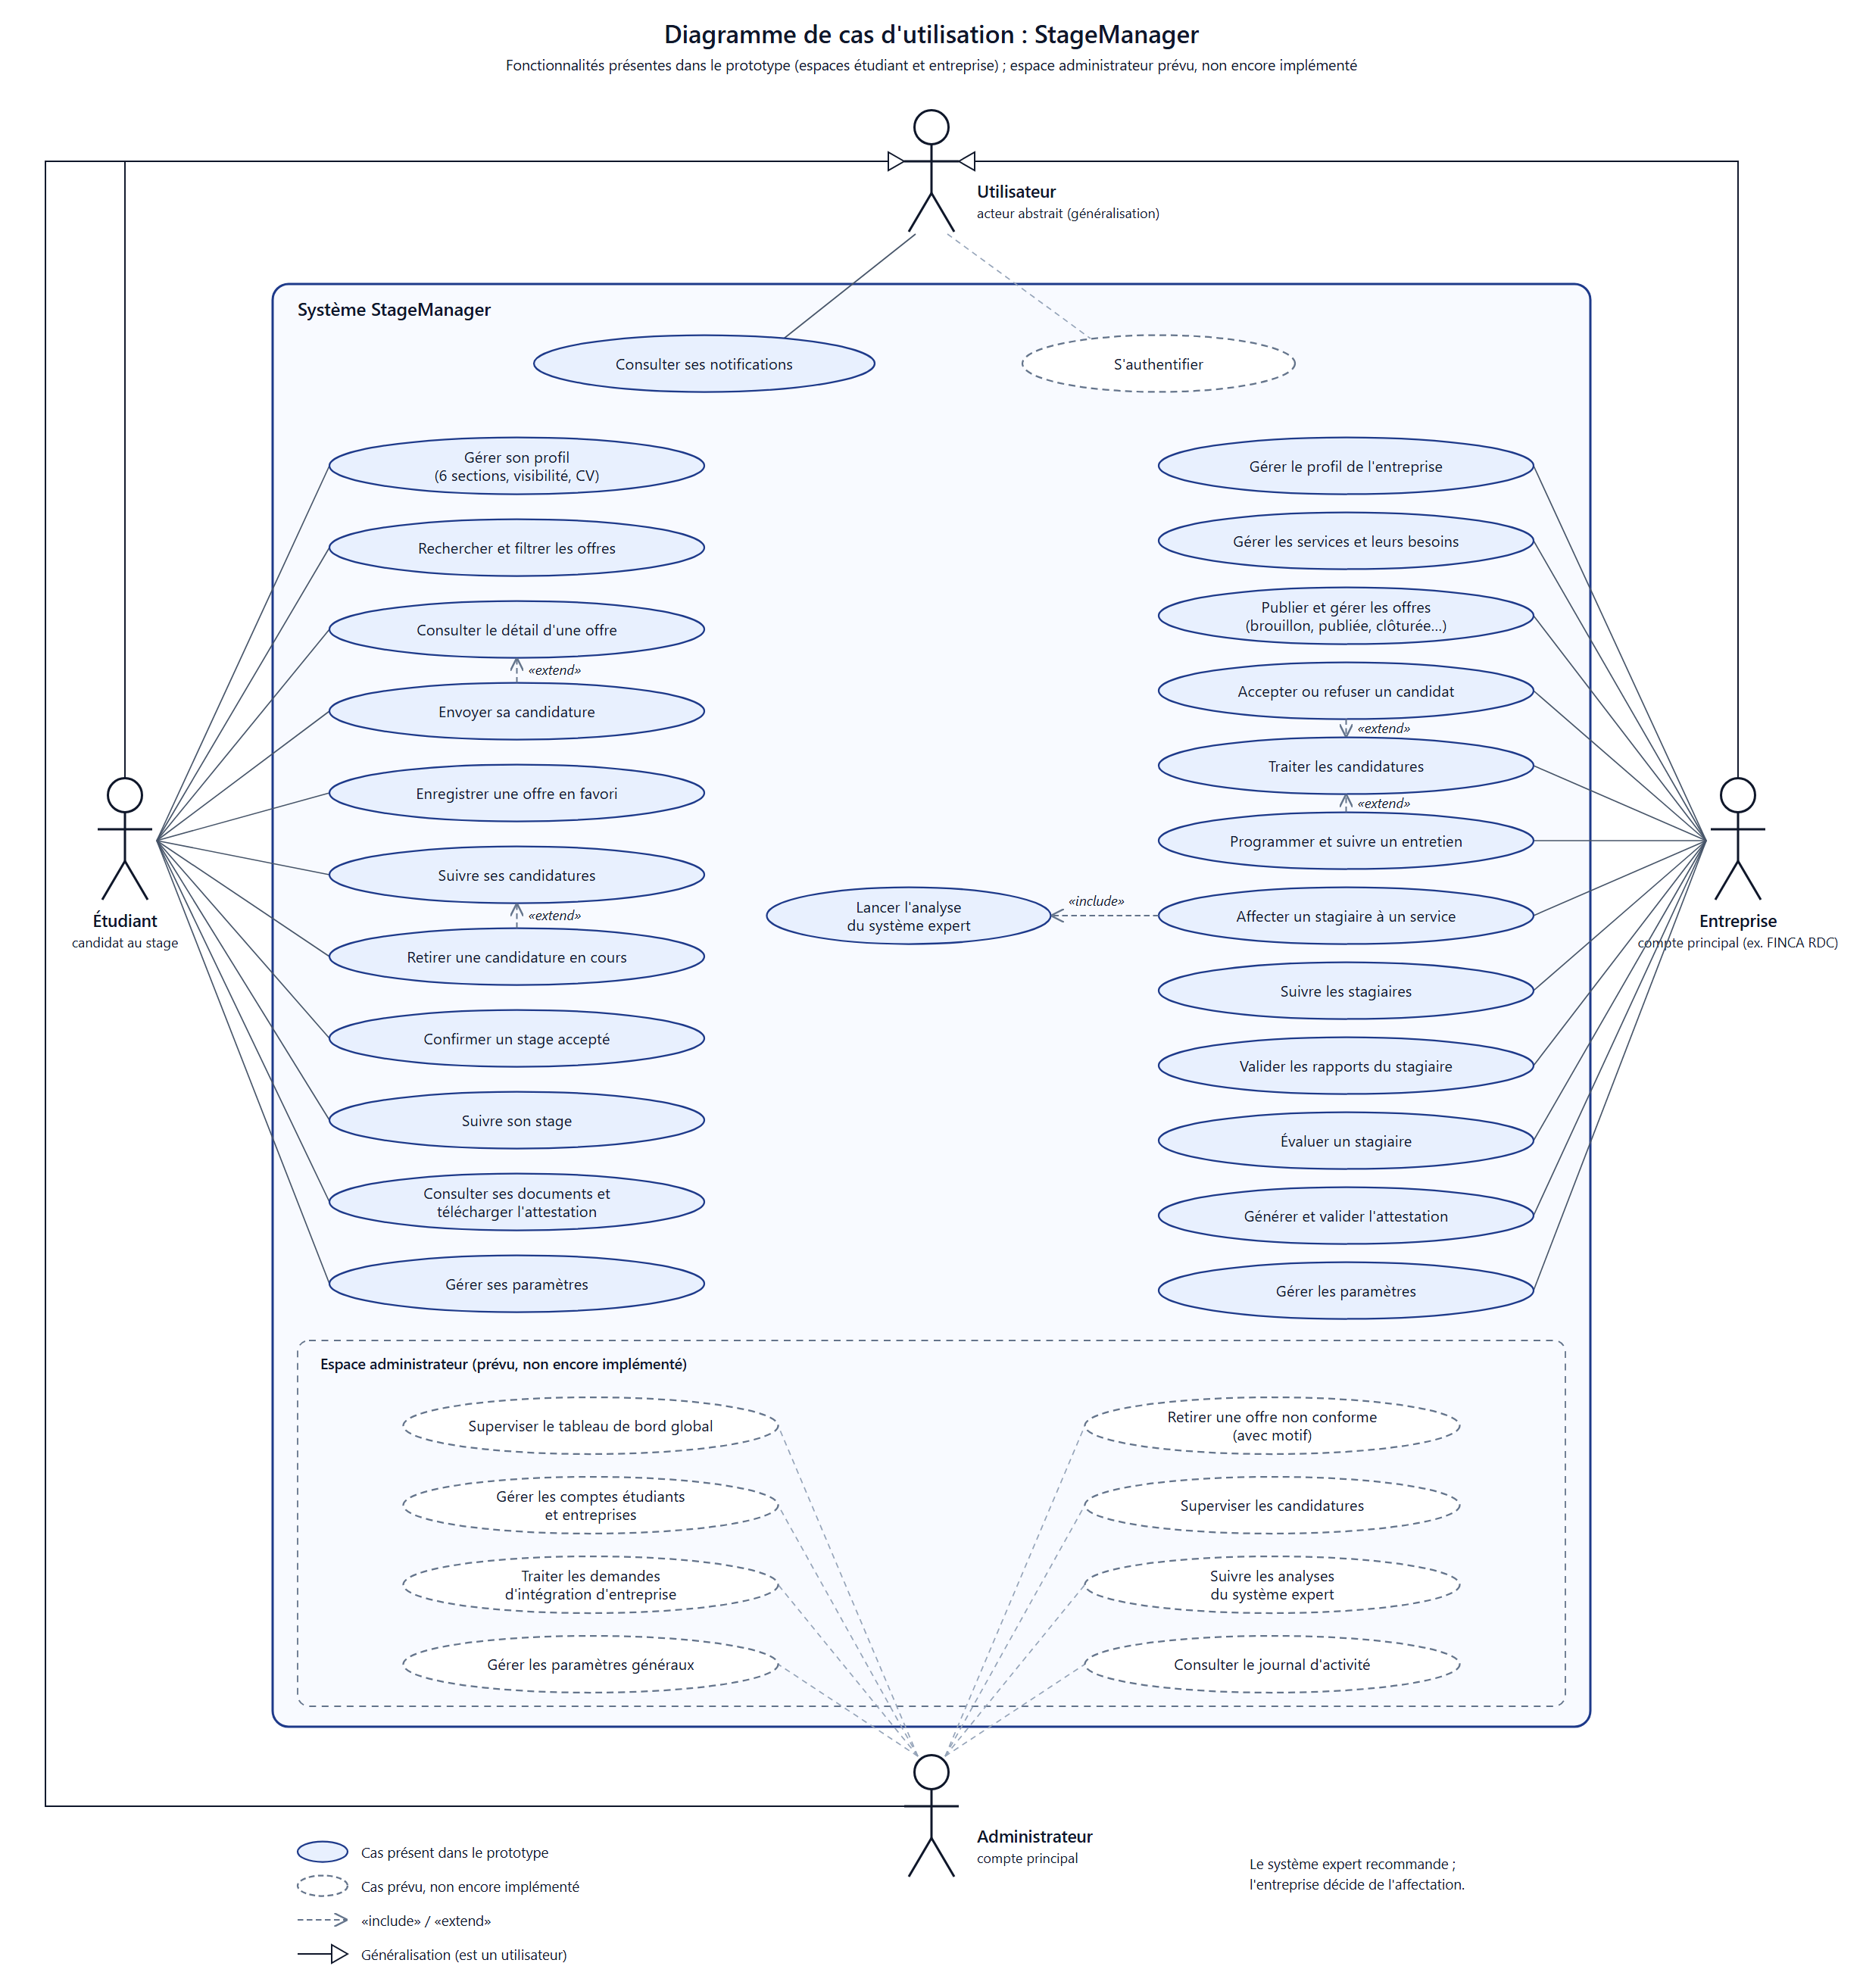 Diagramme de cas d'utilisation : StageManager
Fonctionnalités présentes dans le prototype (espaces étudiant et entreprise) ; espace administrateur prévu, non encore implémenté
Utilisateur
acteur abstrait (généralisation)
Système StageManager
Consulter ses notifications
S'authentifier
Gérer son profil
(6 sections, visibilité, CV)
Rechercher et filtrer les offres
Consulter le détail d'une offre
«extend»
Envoyer sa candidature
Enregistrer une offre en favori
Suivre ses candidatures
«extend»
Retirer une candidature en cours
Confirmer un stage accepté
Suivre son stage
Consulter ses documents et
télécharger l'attestation
Gérer ses paramètres
Étudiant
candidat au stage
Lancer l'analyse
du système expert
«include»
Gérer le profil de l'entreprise
Gérer les services et leurs besoins
Publier et gérer les offres
(brouillon, publiée, clôturée...)
Accepter ou refuser un candidat
«extend»
Traiter les candidatures
«extend»
Programmer et suivre un entretien
Affecter un stagiaire à un service
Suivre les stagiaires
Valider les rapports du stagiaire
Évaluer un stagiaire
Générer et valider l'attestation
Gérer les paramètres
Entreprise
compte principal (ex. FINCA RDC)
Espace administrateur (prévu, non encore implémenté)
Superviser le tableau de bord global
Gérer les comptes étudiants
et entreprises
Traiter les demandes
d'intégration d'entreprise
Gérer les paramètres généraux
Retirer une offre non conforme
(avec motif)
Superviser les candidatures
Suivre les analyses
du système expert
Consulter le journal d'activité
Administrateur
compte principal
Cas présent dans le prototype
Cas prévu, non encore implémenté
«include» / «extend»
Généralisation (est un utilisateur)
Le système expert recommande ;
l'entreprise décide de l'affectation.